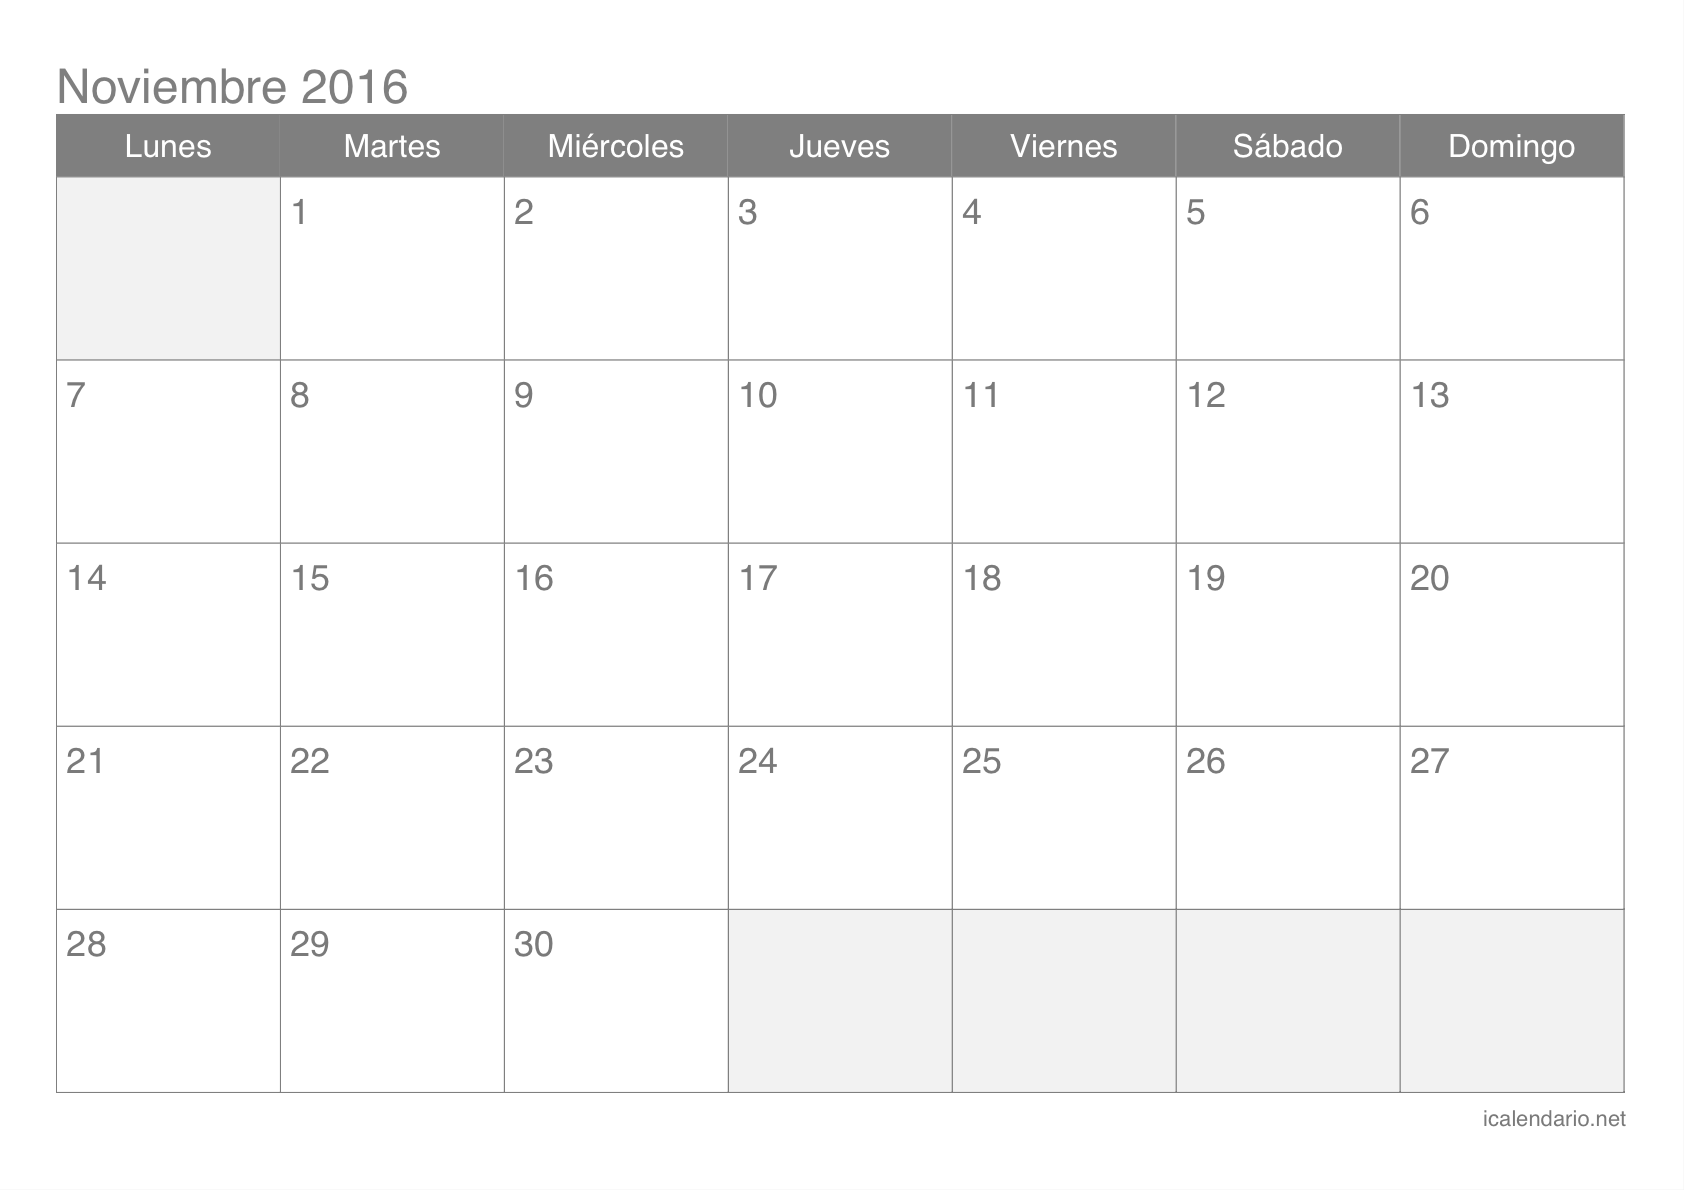 Noviembre 2016
Lunes Martes Miércoles Jueves Viernes Sábado Domingo
1 2 3 4 5 6
7 8 9 10 11 12 13
14 15 16 17 18 19 20
21 22 23 24 25 26 27
28 29 30
icalendario.net